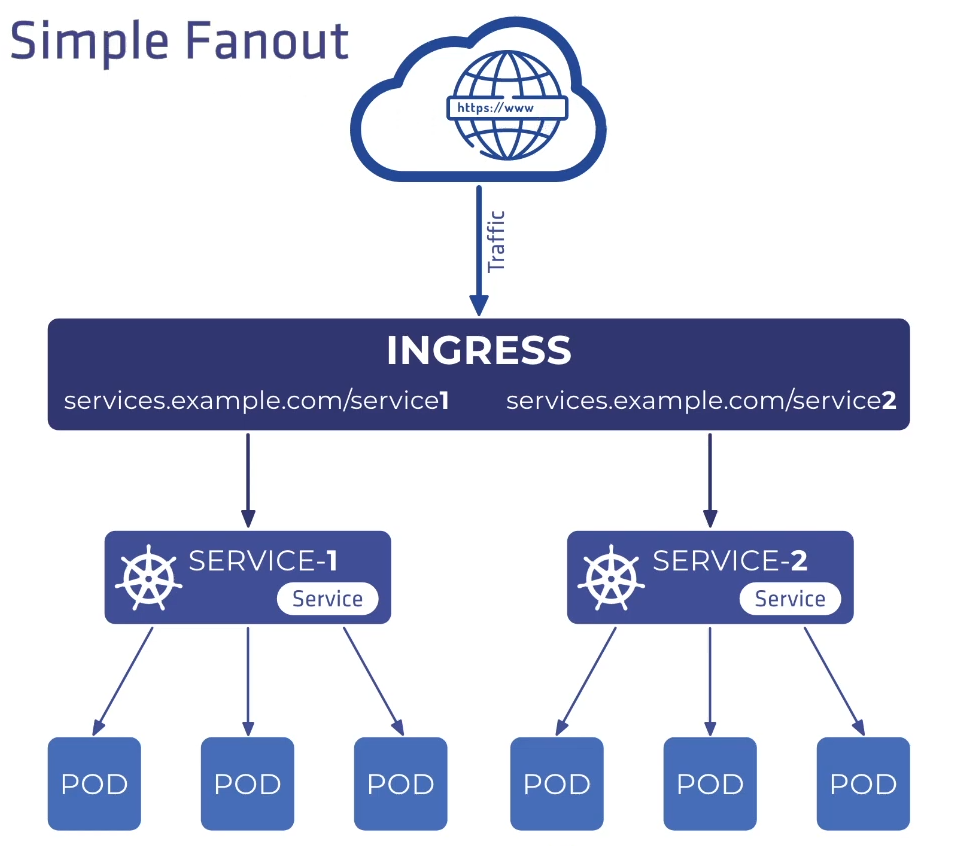 Simple Fanout
https://www
Traffic
INGRESS
services.example.com/service1
services.example.com/service2
SERVICE-1
Service
SERVICE-2
Service
POD
POD
POD
POD
POD
POD